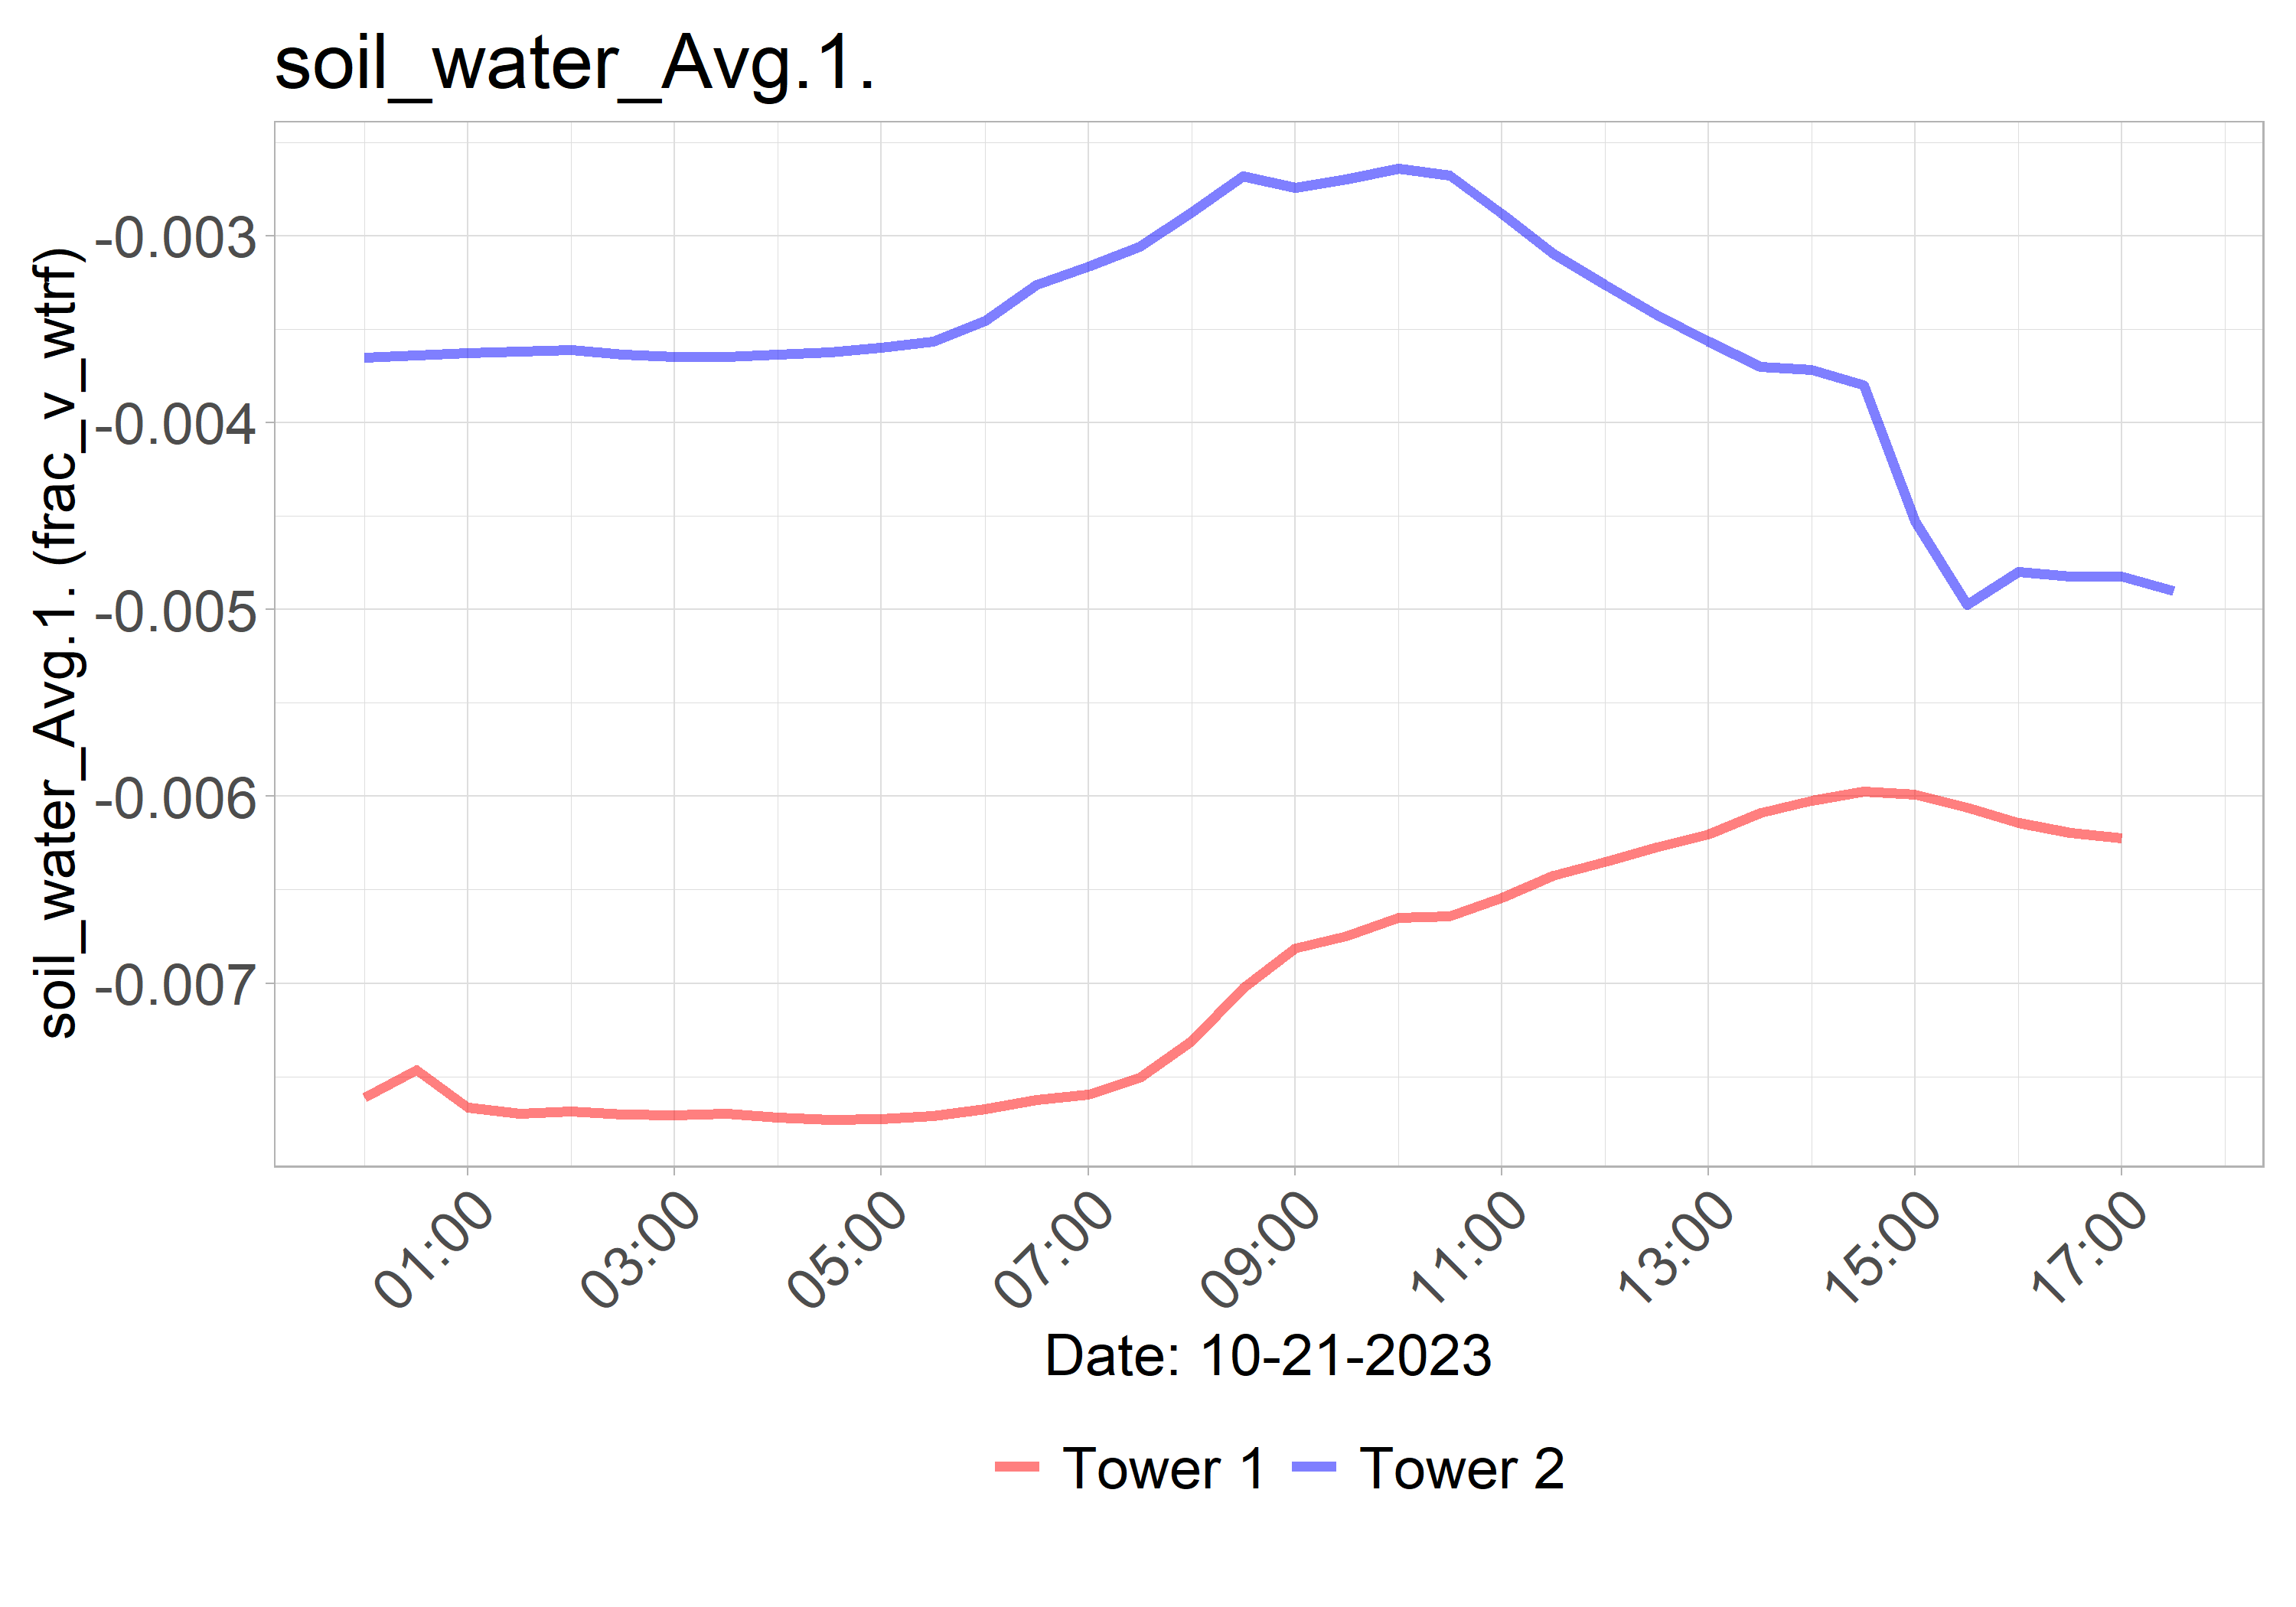 soil_water_Avg.1.
soil_water_Avg.1. (frac_v_wtrf)
-0.003
-0.004
-0.005
-0.006
-0.007
01:00
03:00
05:00
07:00
09:00
11:00
13:00
15:00
17:00
Date: 10-21-2023
Tower 1
Tower 2